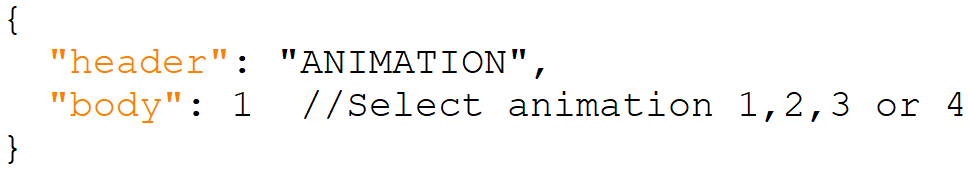 {
  "header": "ANIMATION",
  "body": 1  //Select animation 1,2,3 or 4
}